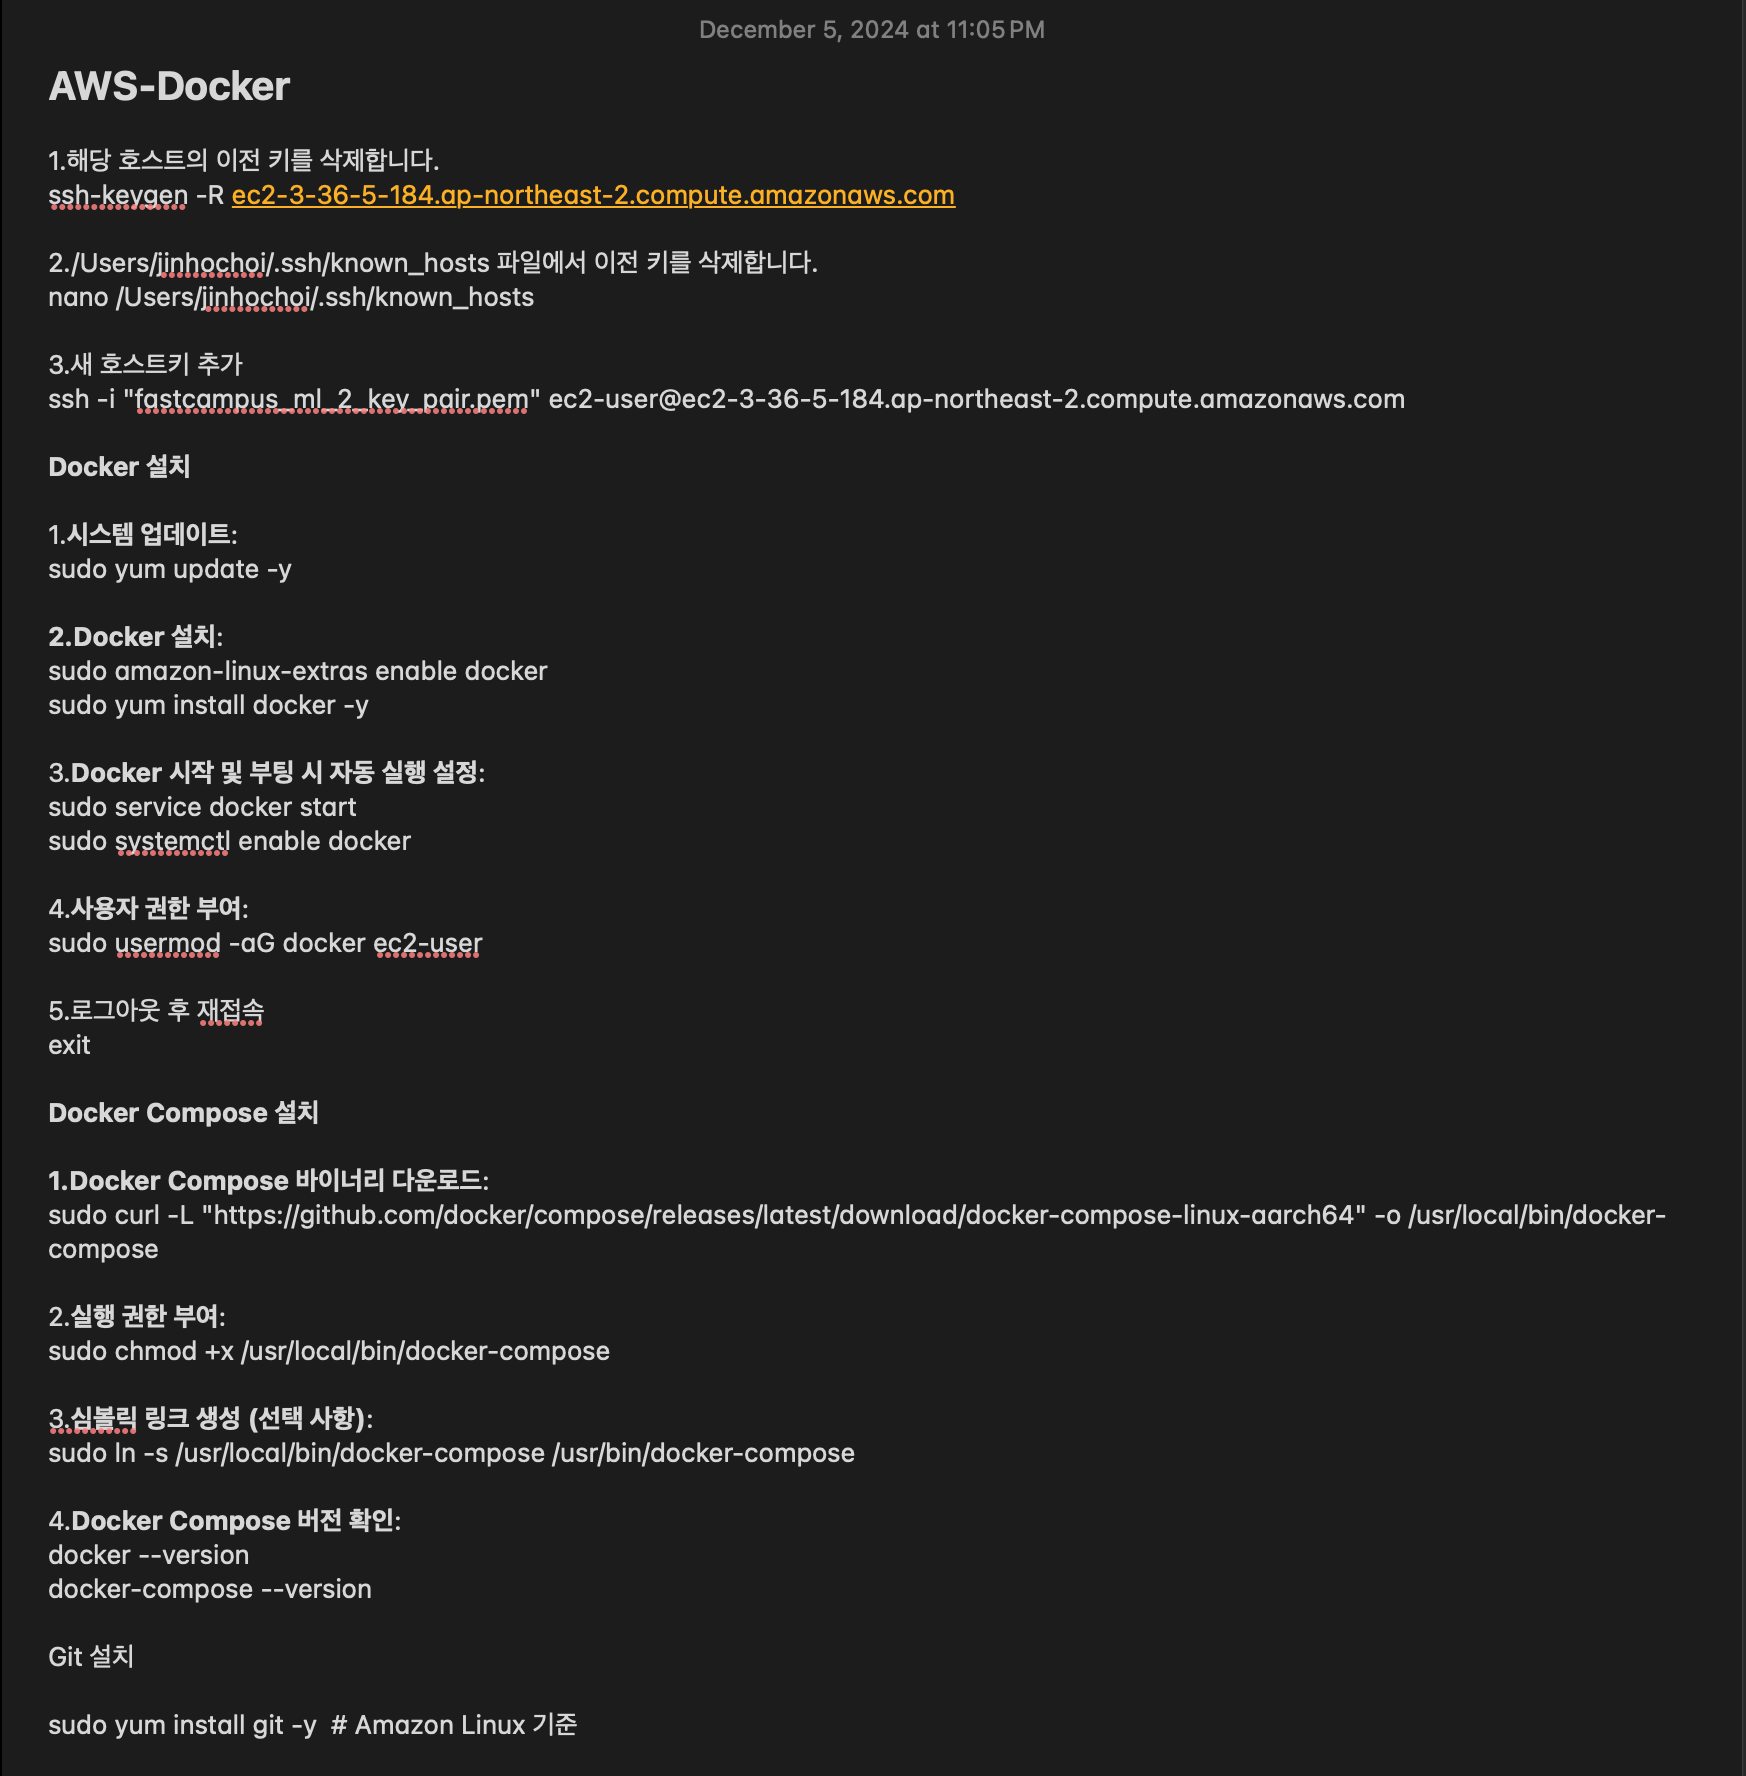 December 5, 2024 at 11:05 PM
AWS-Docker
1.해당 호스트의 이전 키를 삭제합니다.
ssh-keygen -R ec2-3-36-5-184.ap-northeast-2.compute.amazonaws.com
2./Users/jinhochoi/.ssh/known_hosts 파일에서 이전 키를 삭제합니다.
nano /Users/jinhochoi/.ssh/known_hosts
3.새 호스트키 추가
ssh -i "fastcampus_ml_2_key_pair.pem" ec2-user@ec2-3-36-5-184.ap-northeast-2.compute.amazonaws.com
Docker 설치
1.시스템 업데이트:
sudo yum update -y
2.Docker 설치:
sudo amazon-linux-extras enable docker
sudo yum install docker -y
3.Docker 시작 및 부팅 시 자동 실행 설정:
sudo service docker start
sudo systemctl enable docker
4.사용자 권한 부여:
sudo usermod -aG docker ec2-user
5.로그아웃 후 재접속
exit
Docker Compose 설치
1.Docker Compose 바이너리 다운로드:
sudo curl -L "https://github.com/docker/compose/releases/latest/download/docker-compose-linux-aarch64" -o /usr/local/bin/docker-
compose
2.실행 권한 부여:
sudo chmod +x /usr/local/bin/docker-compose
3.심볼릭 링크 생성 (선택 사항):
sudo ln -s /usr/local/bin/docker-compose /usr/bin/docker-compose
4.Docker Compose 버전 확인:
docker --version
docker-compose --version
Git 설치
sudo yum install git -y  # Amazon Linux 기준